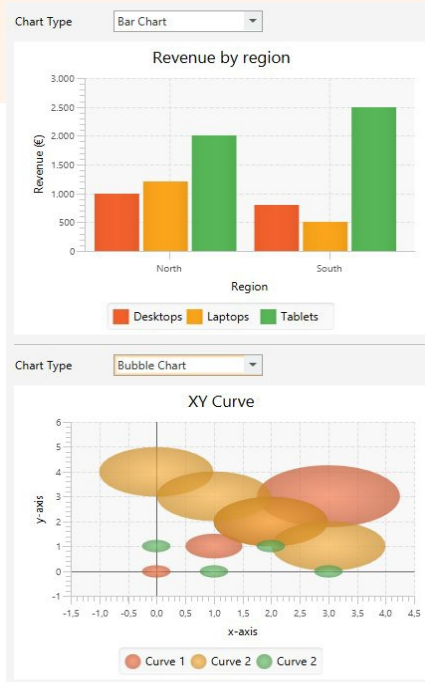 Chart Type Bar Chart
Revenue by region
3.000
2.500
2.000
1.500
1.000
500
0
Revenue (€)
North South
Region
Desktops Laptops Tablets
Chart Type Bubble Chart
XY Curve
6
5
4
3
2
1
0
-1
y-axis
-1,5 -1,0 -0,5 0,0 0,5 1,0 1,5 2,0 2,5 3,0 3,5 4,0 4,5
x-axis
Curve 1 Curve 2 Curve 2